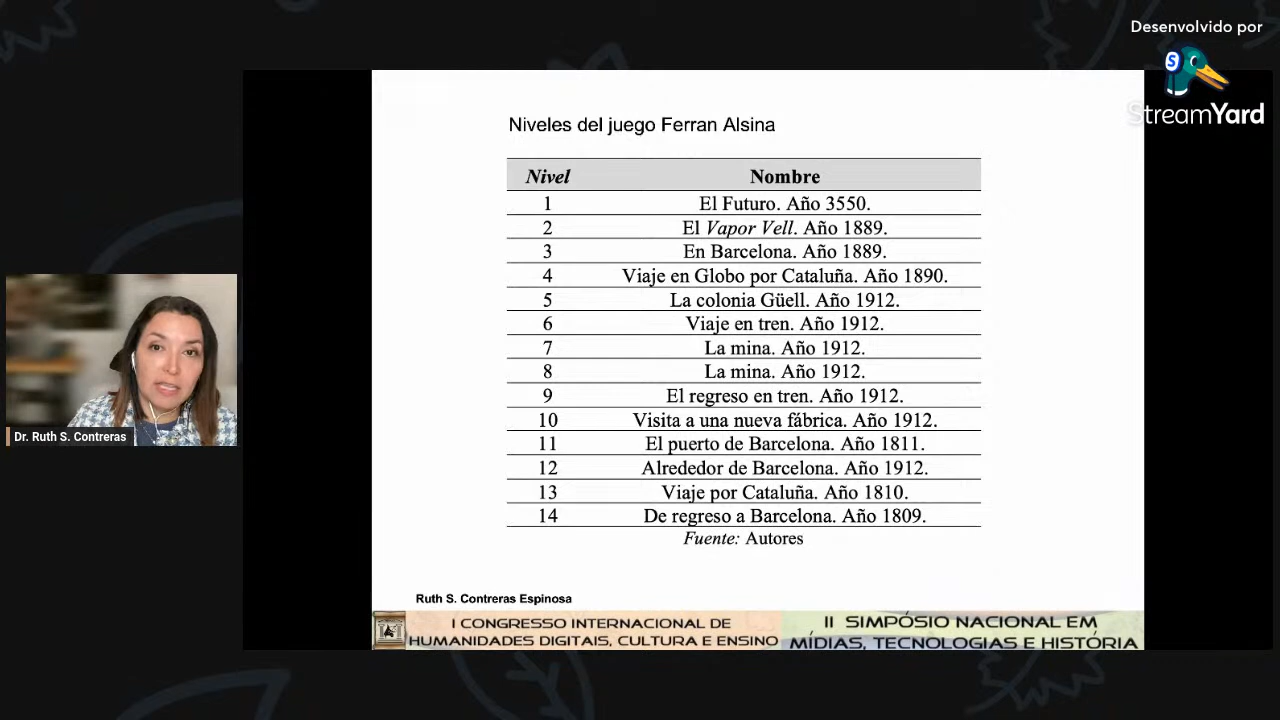 Desenvolvido por
StreamYard
Niveles del juego Ferran Alsina
Nivel Nombre
1 El Futuro. Año 3550.
2 El Vapor Vell. Año 1889.
3 En Barcelona. Año 1889.
4 Viaje en Globo por Cataluña. Año 1890.
5 La colonia Güell. Año 1912.
6 Viaje en tren. Año 1912.
7 La mina. Año 1912.
8 La mina. Año 1912.
9 El regreso en tren. Año 1912.
10 Visita a una nueva fábrica. Año 1912.
11 El puerto de Barcelona. Año 1811.
12 Alrededor de Barcelona. Año 1912.
13 Viaje por Cataluña. Año 1810.
14 De regreso a Barcelona. Año 1809.
Fuente: Autores
Dr. Ruth S. Contreras
Ruth S. Contreras Espinosa
I CONGRESSO INTERNACIONAL DE
HUMANIDADES DIGITAIS, CULTURA E ENSINO
II SIMPÓSIO NACIONAL EM
MÍDIAS, TECNOLOGIAS E HISTÓRIA